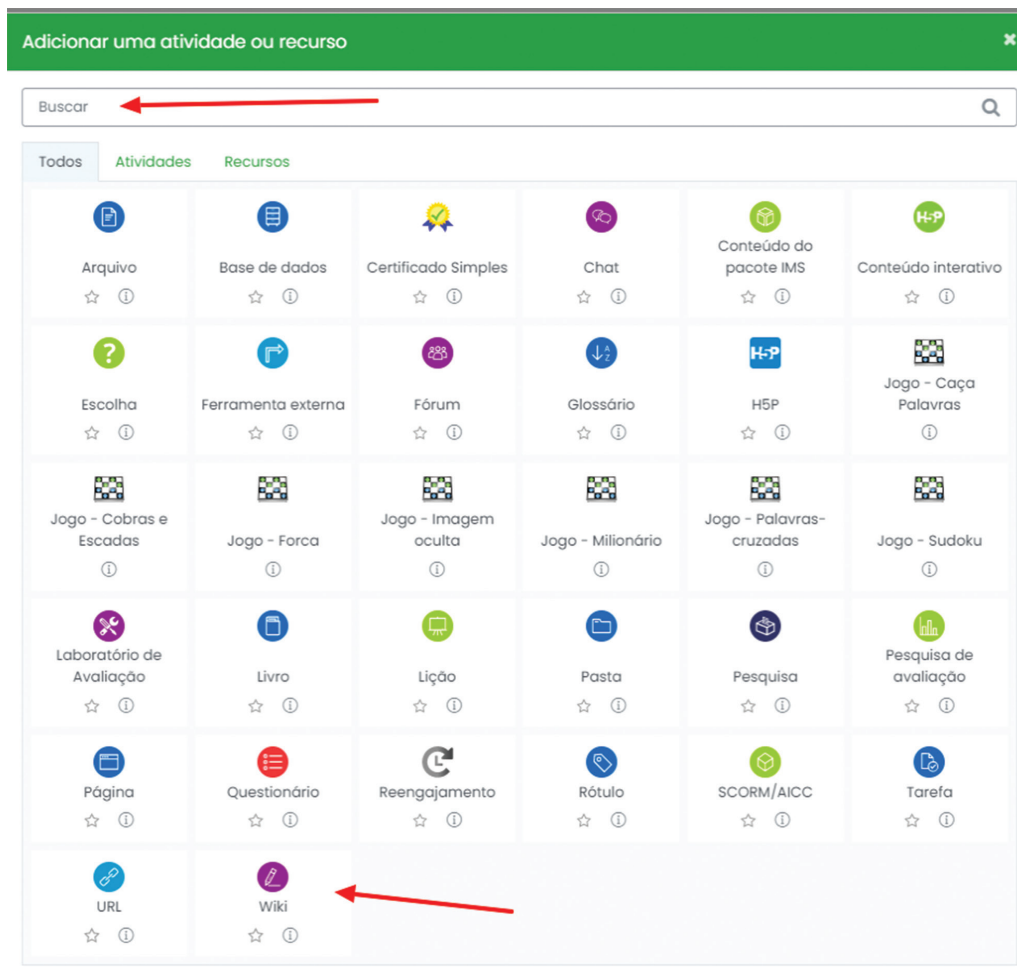 Adicionar uma atividade ou recurso
Buscar
Todos Atividades Recursos
Arquivo
Base de dados
Certificado Simples
Chat
Conteúdo do
pacote IMS
H5P
Conteúdo interativo
?
Escolha
Ferramenta externa
Fórum
A
Z
Glossário
H5P
H5P
Jogo - Caça
Palavras
Jogo - Cobras e
Escadas
Jogo - Forca
Jogo - Imagem
oculta
Jogo - Milionário
Jogo - Palavras-
cruzadas
Jogo - Sudoku
Laboratório de
Avaliação
Livro
Lição
Pasta
Pesquisa
Pesquisa de
avaliação
Página
Questionário
Reengajamento
Rótulo
SCORM/AICC
Tarefa
URL
Wiki